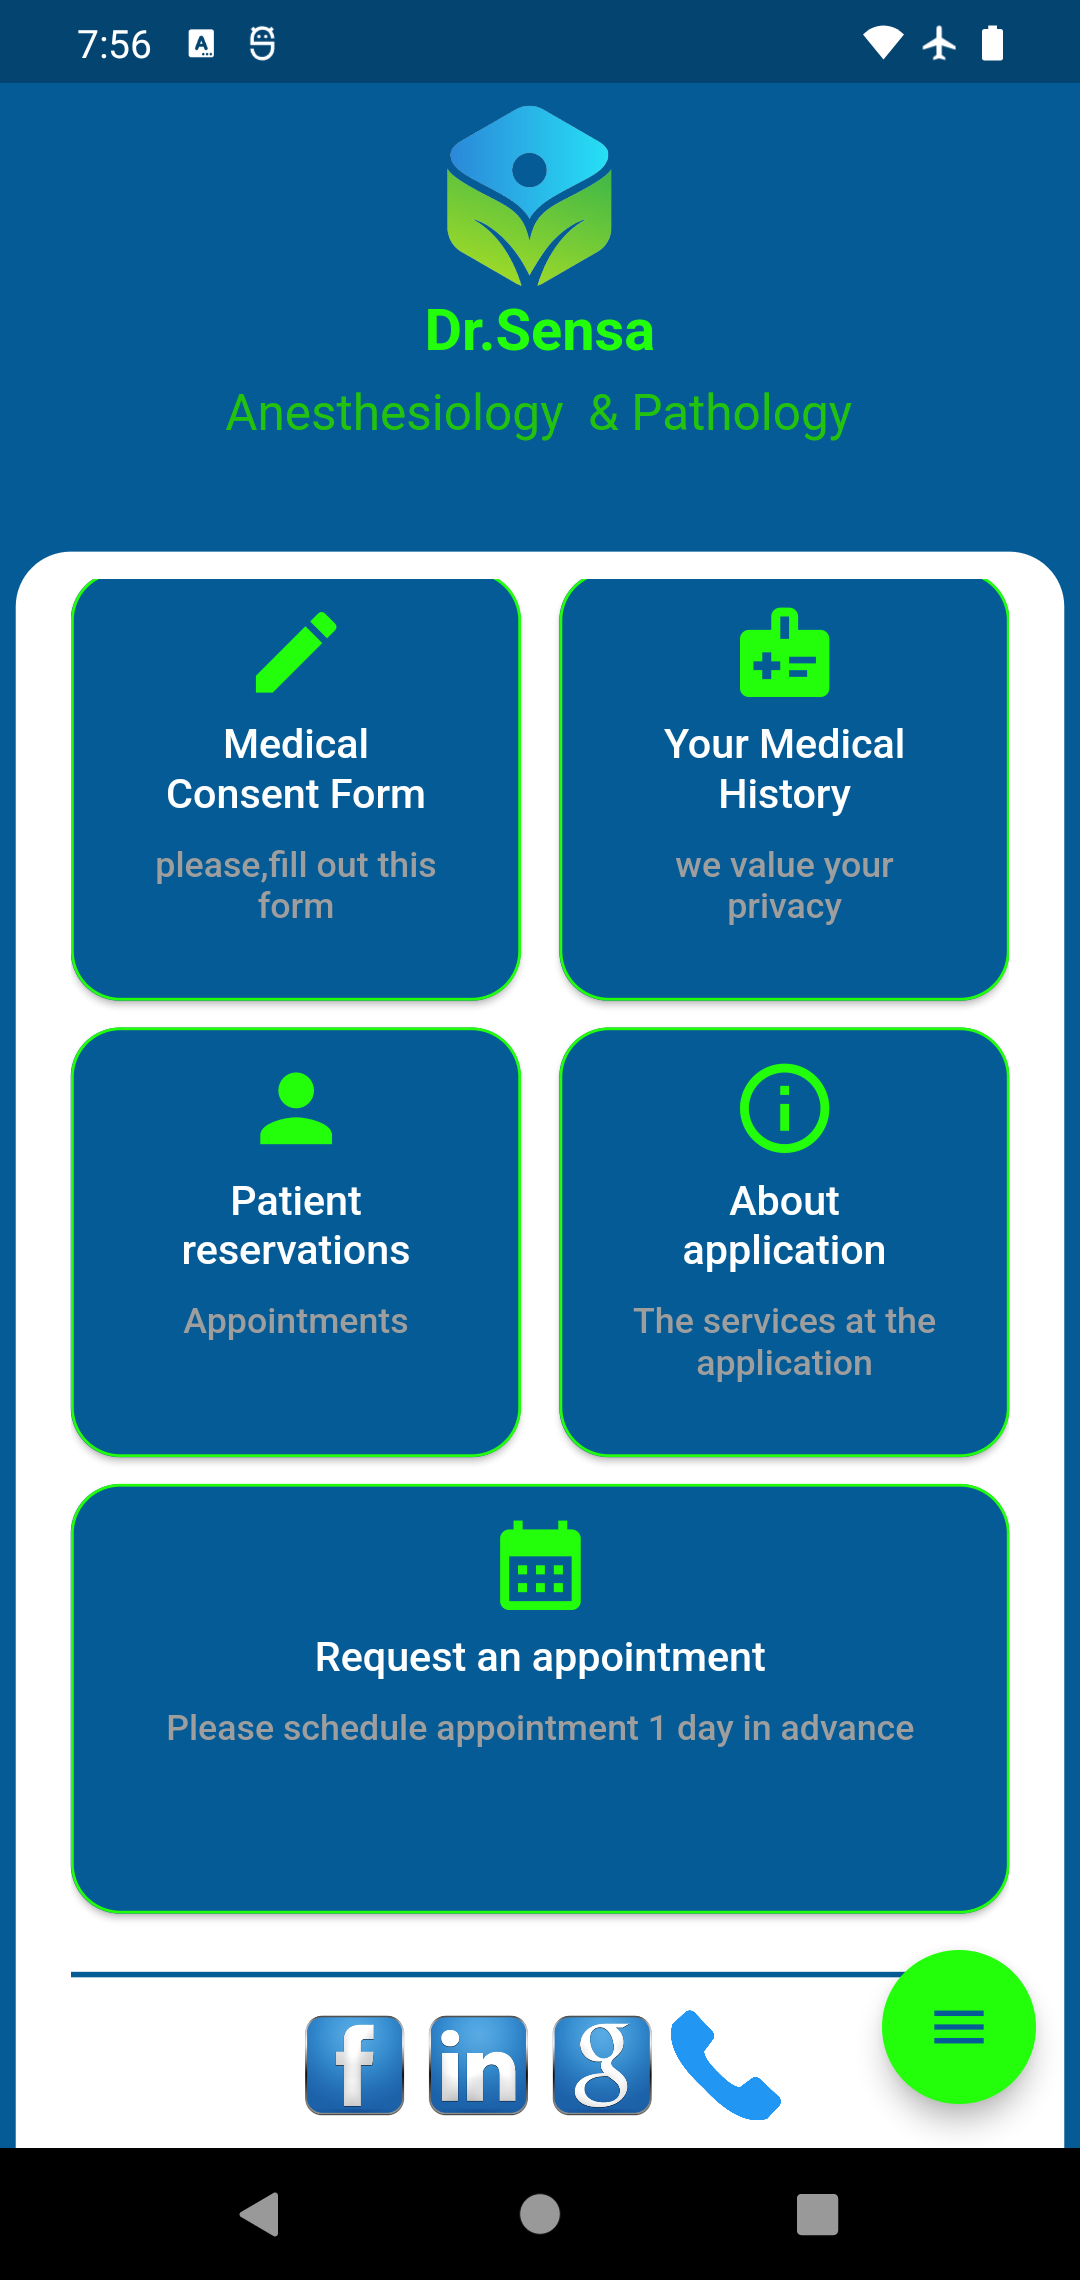 7:56
Dr.Sensa
Anesthesiology & Pathology
Medical
Consent Form
please,fill out this
form
Your Medical
History
we value your
privacy
Patient
reservations
Appointments
About
application
The services at the
application
Request an appointment
Please schedule appointment 1 day in advance
f in g